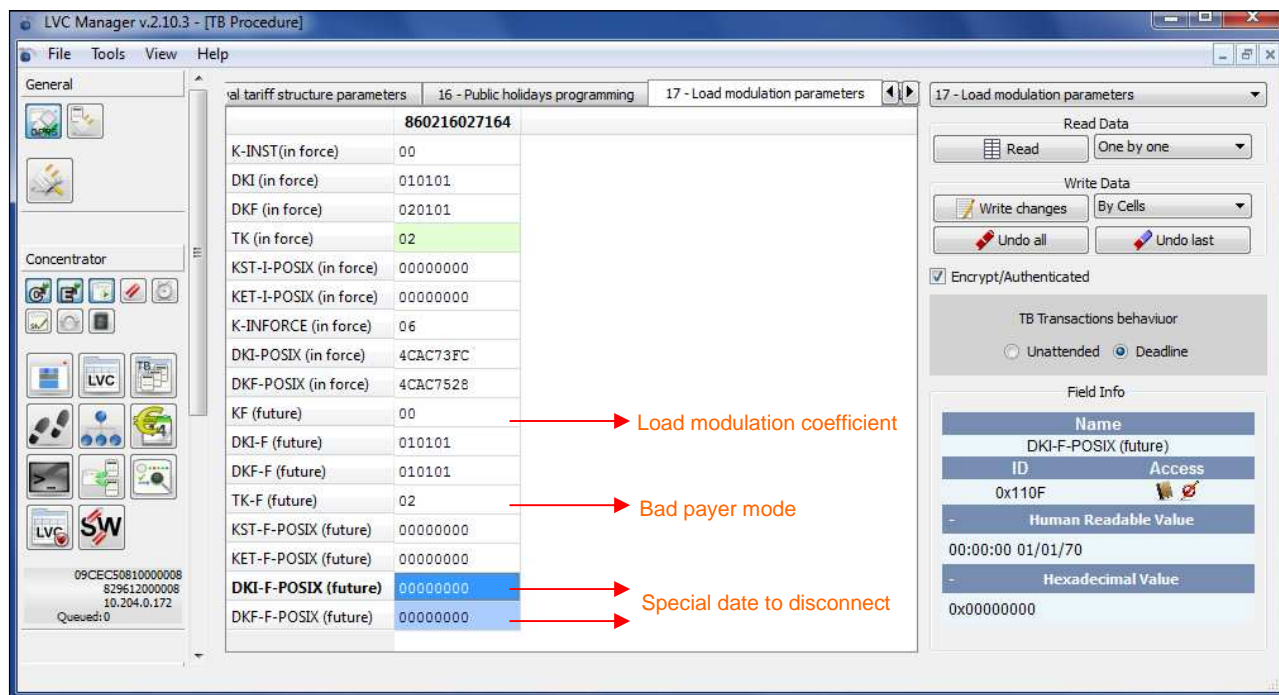 LVC Manager v.2.10.3 - [TB Procedure]
File Tools View Help
General
GPRS
Concentrator
LVC
TB
LVC
SW
09CEC50810000008
829612000008
10.204.0.172
Queued: 0
al tariff structure parameters
16 - Public holidays programming
17 - Load modulation parameters
860216027164
K-INST(in force) 00
DKI (in force) 010101
DKF (in force) 020101
TK (in force) 02
KST-I-POSIX (in force) 00000000
KET-I-POSIX (in force) 00000000
K-INFORCE (in force) 06
DKI-POSIX (in force) 4CAC73FC
DKF-POSIX (in force) 4CAC7528
KF (future) 00
DKI-F (future) 010101
DKF-F (future) 010101
TK-F (future) 02
KST-F-POSIX (future) 00000000
KET-F-POSIX (future) 00000000
DKI-F-POSIX (future) 00000000
DKF-F-POSIX (future) 00000000
Load modulation coefficient
Bad payer mode
Special date to disconnect
17 - Load modulation parameters
Read Data
Read One by one
Write Data
Write changes By Cells
Undo all Undo last
Encrypt/Authenticated
TB Transactions behaviuor
Unattended Deadline
Field Info
Name
DKI-F-POSIX (future)
ID Access
0x110F
- Human Readable Value
00:00:00 01/01/70
- Hexadecimal Value
0x00000000